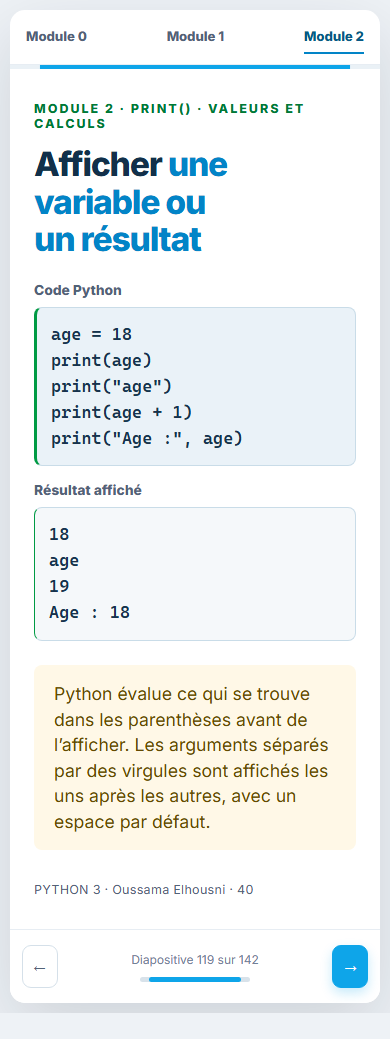 Module 0 Module 1 Module 2
MODULE 2 · PRINT() · VALEURS ET
CALCULS
Afficher une
variable ou
un résultat
Code Python
age = 18
print(age)
print("age")
print(age + 1)
print("Age :", age)
Résultat affiché
18
age
19
Age : 18
Python évalue ce qui se trouve
dans les parenthèses avant de
l’afficher. Les arguments séparés
par des virgules sont affichés les
uns après les autres, avec un
espace par défaut.
PYTHON 3 · Oussama Elhousni · 40
← Diapositive 119 sur 142 →